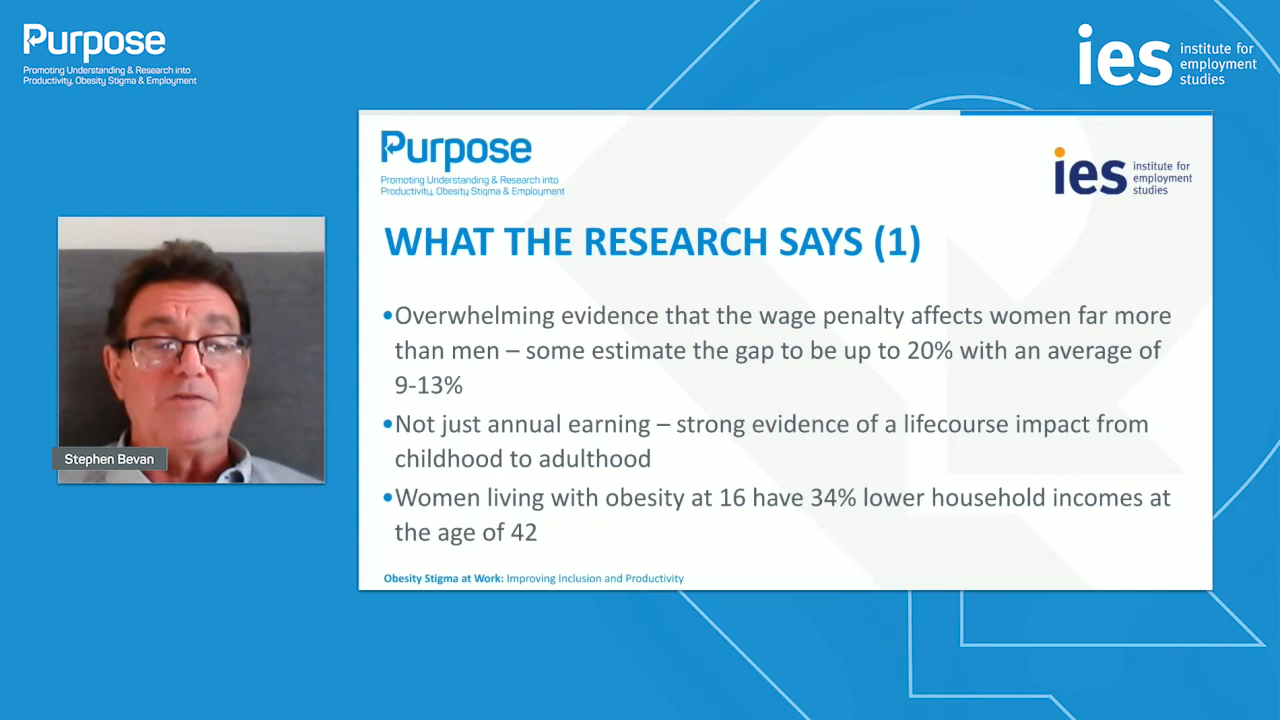 Purpose
Promoting Understanding & Research into
Productivity, Obesity Stigma & Employment
ies institute for
employment
studies
Purpose
Promoting Understanding & Research into
Productivity, Obesity Stigma & Employment
ies institute for
employment
studies
WHAT THE RESEARCH SAYS (1)
•Overwhelming evidence that the wage penalty affects women far more
than men – some estimate the gap to be up to 20% with an average of
9-13%
•Not just annual earning – strong evidence of a lifecourse impact from
childhood to adulthood
•Women living with obesity at 16 have 34% lower household incomes at
the age of 42
Obesity Stigma at Work: Improving Inclusion and Productivity
Stephen Bevan